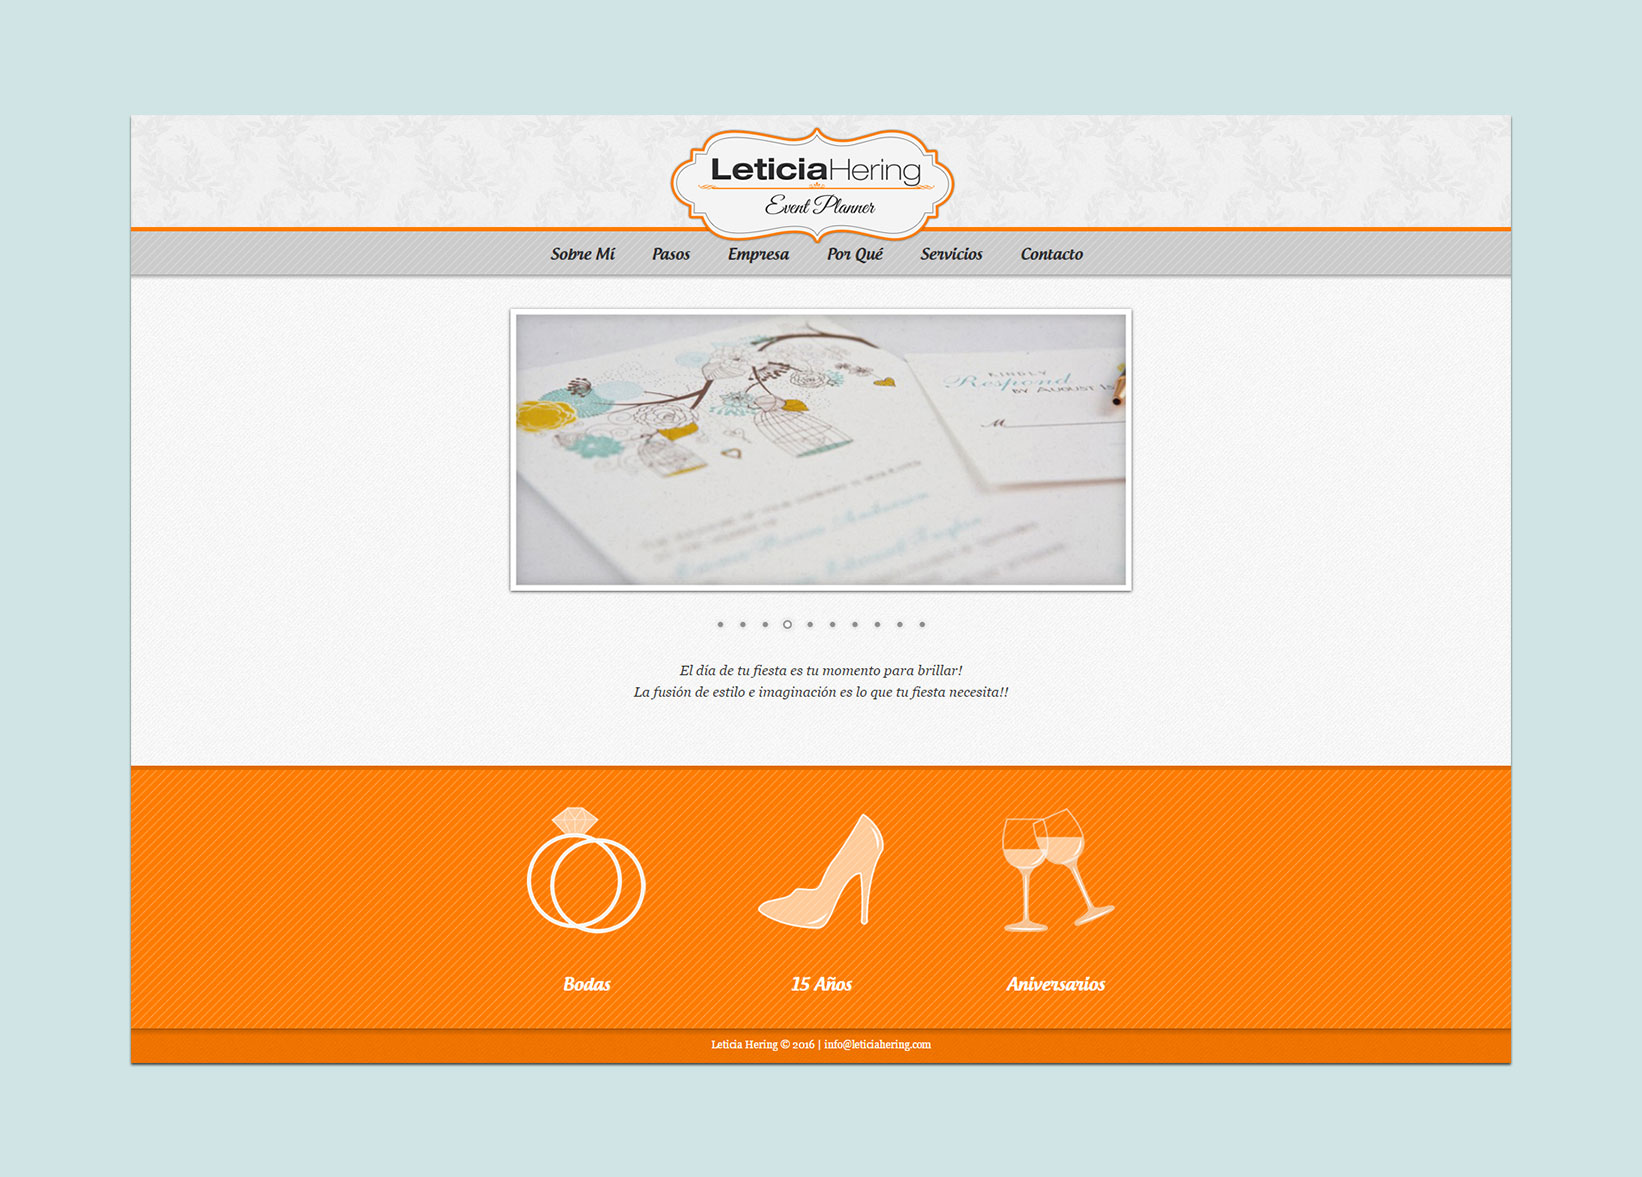 LeticiaHering
Event Planner
Sobre Mí Pasos Empresa Por Qué Servicios Contacto
KINDLY
Respond
BY AUGUST 15
M
El día de tu fiesta es tu momento para brillar!
La fusión de estilo e imaginación es lo que tu fiesta necesita!!
Bodas 15 Años Aniversarios
Leticia Hering © 2016 | info@leticiahering.com